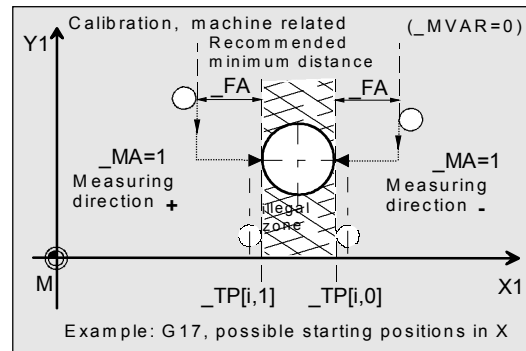 Calibration, machine related (_MVAR=0)
Y1
Recommended
minimum distance
_FA _FA
_MA=1 _MA=1
Measuring Measuring
direction + direction -
illegal
zone
M X1
_TP[i,1] _TP[i,0]
Example: G17, possible starting positions in X